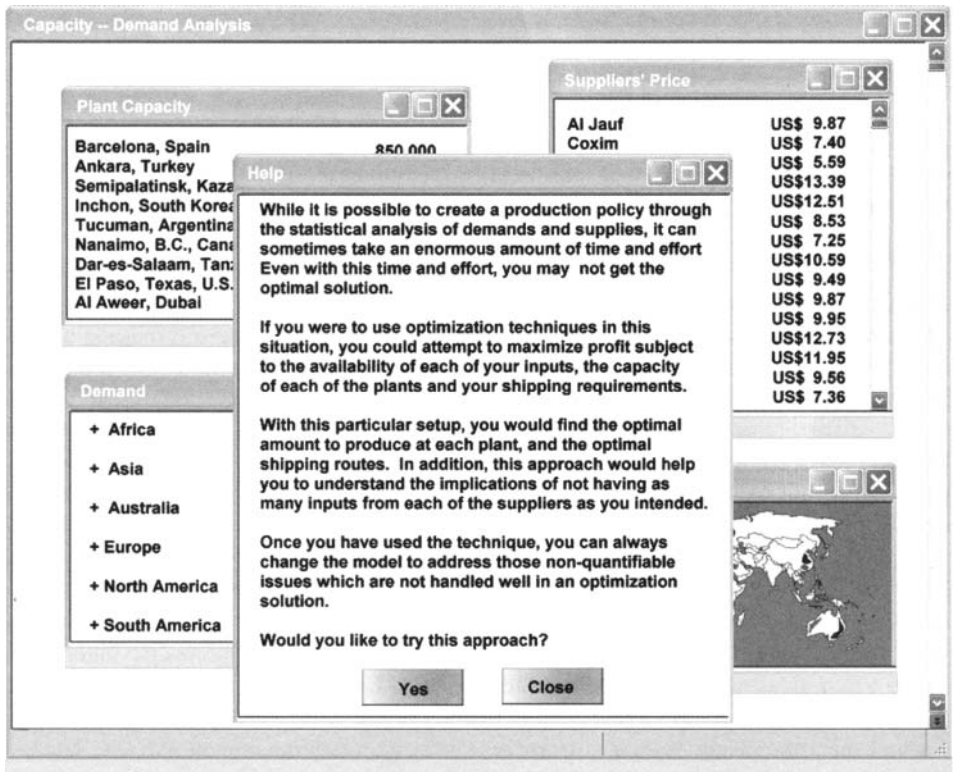 Capacity -- Demand Analysis
Plant Capacity
Barcelona, Spain 850,000
Ankara, Turkey
Semipalatinsk, Kaza
Inchon, South Korea
Tucuman, Argentina
Nanaimo, B.C., Cana
Dar-es-Salaam, Tanz
El Paso, Texas, U.S.
Al Aweer, Dubai
Suppliers' Price
Al Jauf US$ 9.87
Coxim US$ 7.40
US$ 5.59
US$13.39
US$12.51
US$ 8.53
US$ 7.25
US$10.59
US$ 9.49
US$ 9.87
US$ 9.95
US$12.73
US$11.95
US$ 9.56
US$ 7.36
Demand
+ Africa
+ Asia
+ Australia
+ Europe
+ North America
+ South America
Help
While it is possible to create a production policy through
the statistical analysis of demands and supplies, it can
sometimes take an enormous amount of time and effort
Even with this time and effort, you may not get the
optimal solution.
If you were to use optimization techniques in this
situation, you could attempt to maximize profit subject
to the availability of each of your inputs, the capacity
of each of the plants and your shipping requirements.
With this particular setup, you would find the optimal
amount to produce at each plant, and the optimal
shipping routes. In addition, this approach would help
you to understand the implications of not having as
many inputs from each of the suppliers as you intended.
Once you have used the technique, you can always
change the model to address those non-quantifiable
issues which are not handled well in an optimization
solution.
Would you like to try this approach?
Yes
Close